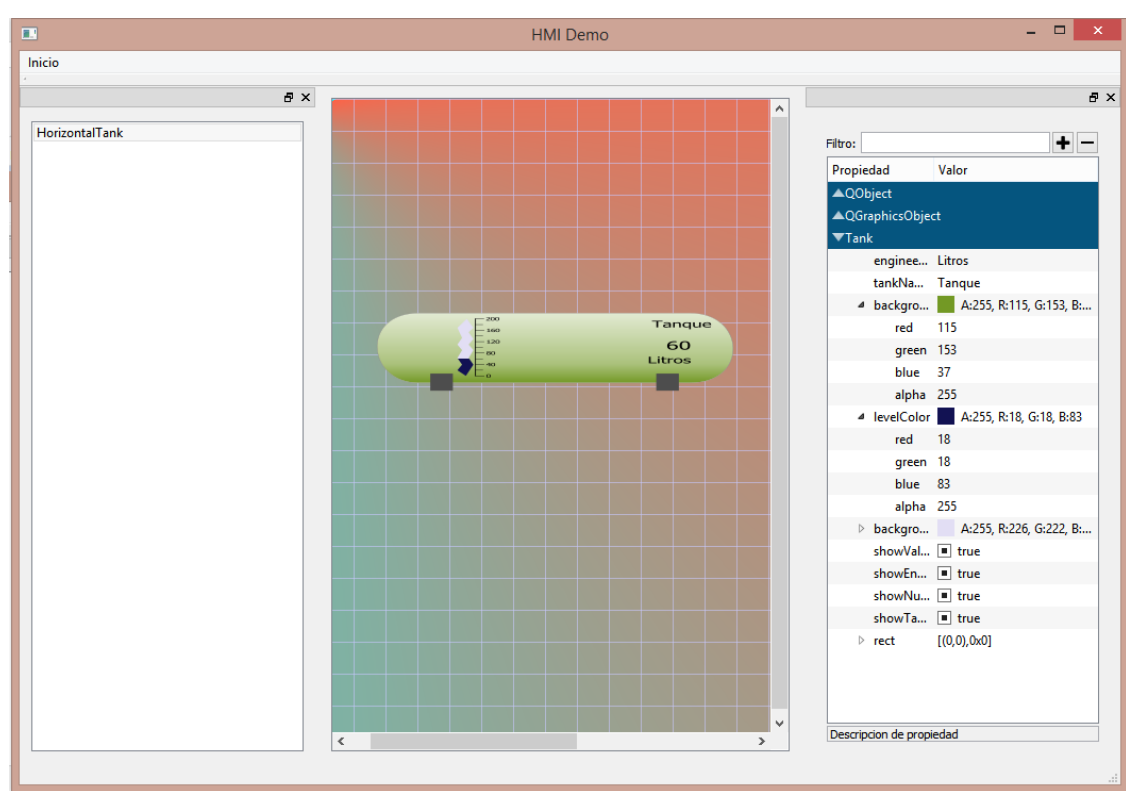 HMI Demo
Inicio
HorizontalTank
200
160
120
80
40
0
Tanque
60
Litros
Filtro:
Propiedad Valor
QObject
QGraphicsObject
Tank
enginee... Litros
tankNa... Tanque
backgro... A:255, R:115, G:153, B:...
red 115
green 153
blue 37
alpha 255
levelColor A:255, R:18, G:18, B:83
red 18
green 18
blue 83
alpha 255
backgro... A:255, R:226, G:222, B:...
showVal... true
showEn... true
showNu... true
showTa... true
rect [(0,0),0x0]
Descripcion de propiedad